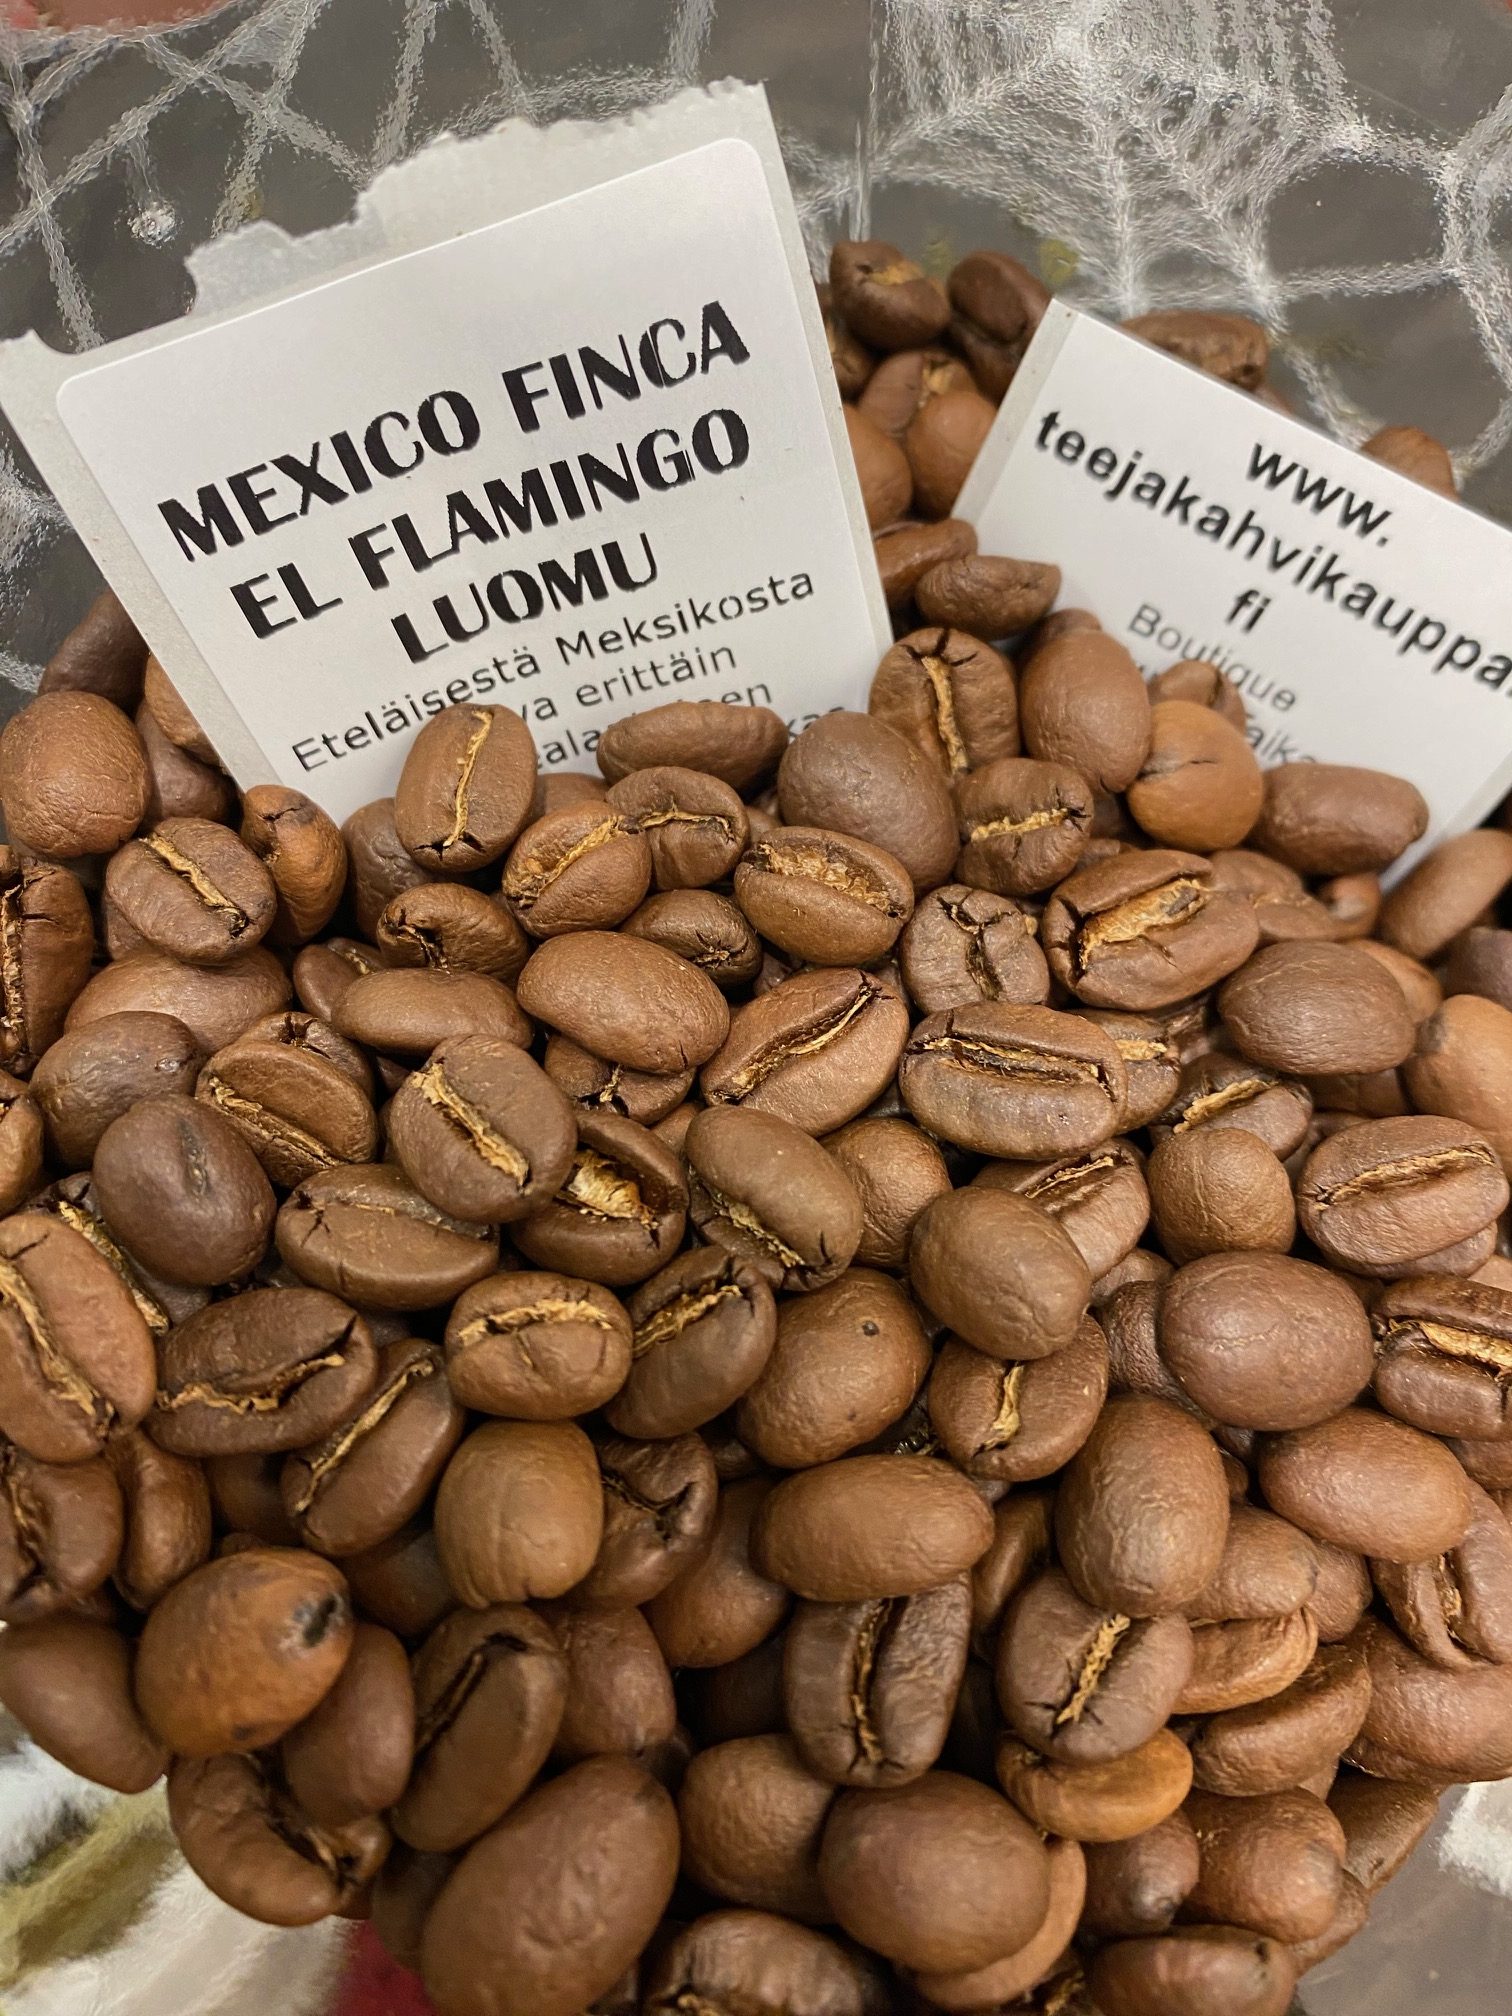 MEXICO FINCA
EL FLAMINGO
LUOMU
Eteläisestä Meksikosta
erittäin
www.
teejakahvikauppa
fi
Boutique